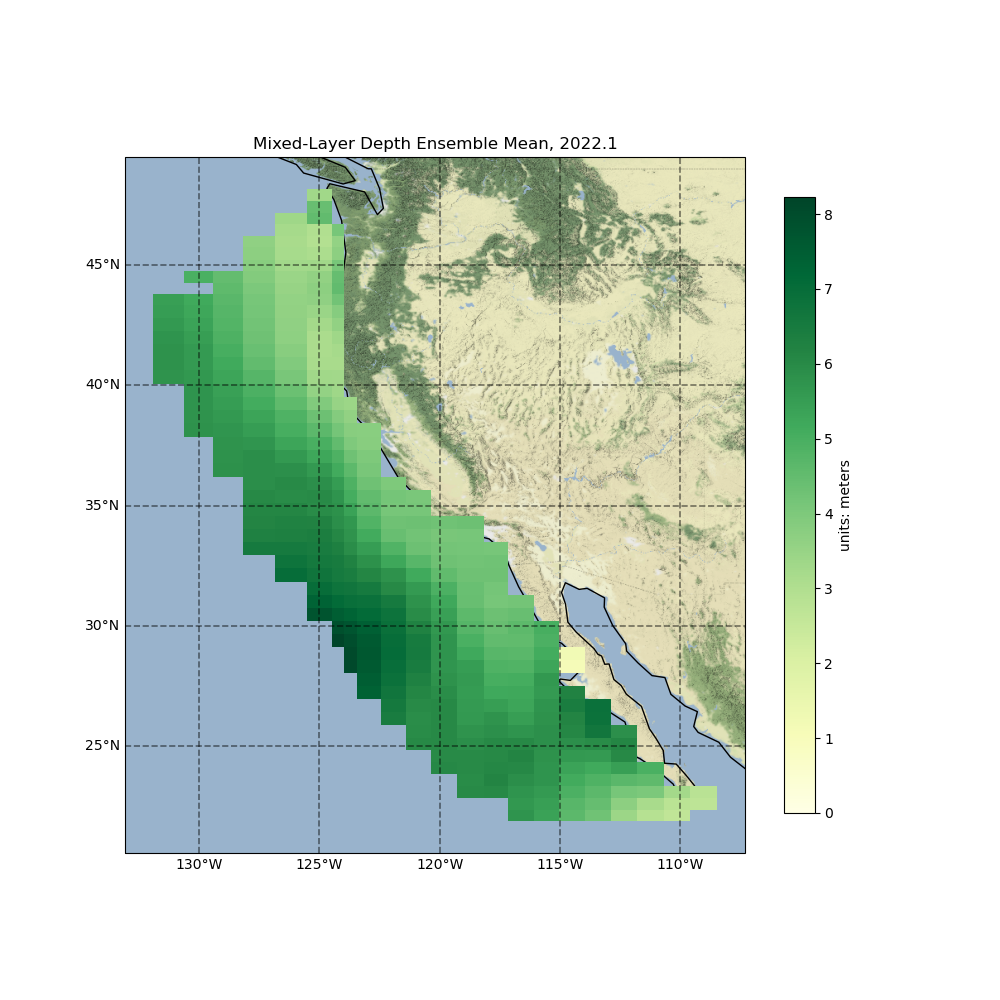 Mixed-Layer Depth Ensemble Mean, 2022.1
45°N
40°N
35°N
30°N
25°N
130°W
125°W
120°W
115°W
110°W
8
7
6
5
4
3
2
1
0
units: meters